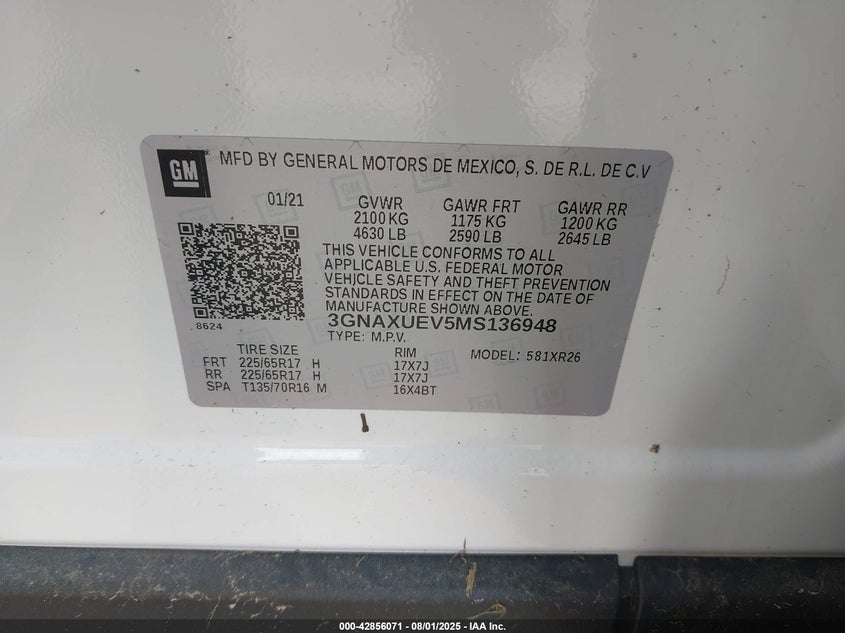 GM
MFD BY GENERAL MOTORS DE MEXICO, S. DE R.L. DE C.V
01/21 GVWR GAWR FRT GAWR RR
2100 KG 1175 KG 1200 KG
4630 LB 2590 LB 2645 LB
THIS VEHICLE CONFORMS TO ALL
APPLICABLE U.S. FEDERAL MOTOR
VEHICLE SAFETY AND THEFT PREVENTION
STANDARDS IN EFFECT ON THE DATE OF
MANUFACTURE SHOWN ABOVE.
8624 3GNAXUEV5MS136948
TYPE: M.P.V.
TIRE SIZE RIM MODEL: 581XR26
FRT 225/65R17 H 17X7J
RR 225/65R17 H 17X7J
SPA T135/70R16 M 16X4BT
000-42856071 - 08/01/2025 - IAA Inc.